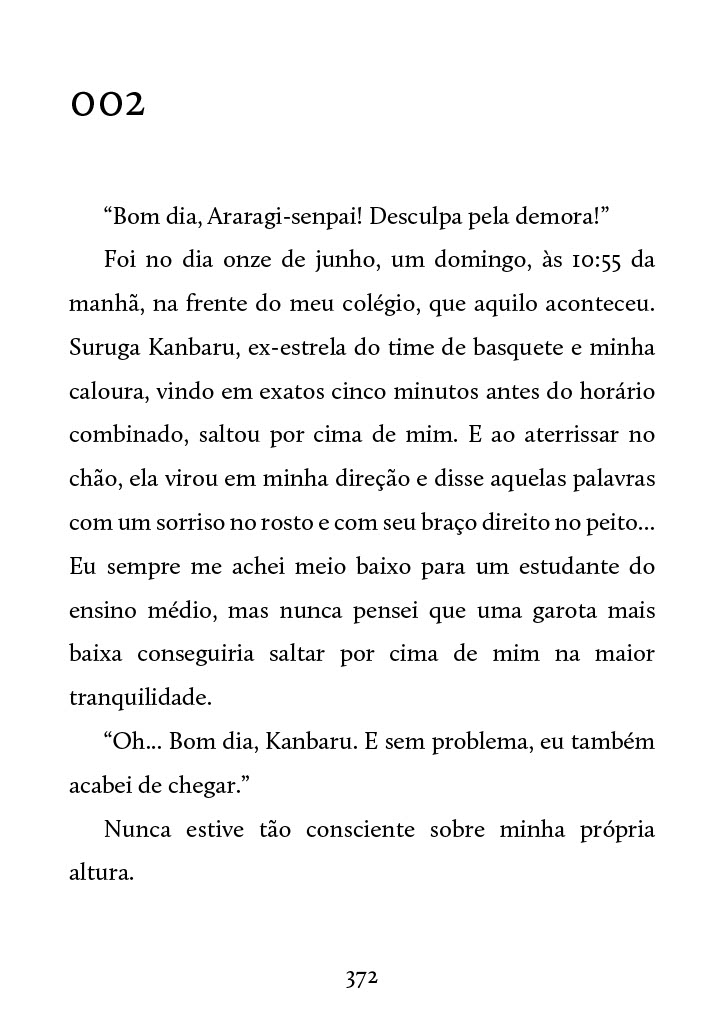 002
“Bom dia, Araragi-senpai! Desculpa pela demora!”
Foi no dia onze de junho, um domingo, às 10:55 da
manhã, na frente do meu colégio, que aquilo aconteceu.
Suruga Kanbaru, ex-estrela do time de basquete e minha
caloura, vindo em exatos cinco minutos antes do horário
combinado, saltou por cima de mim. E ao aterrissar no
chão, ela virou em minha direção e disse aquelas palavras
com um sorriso no rosto e com seu braço direito no peito...
Eu sempre me achei meio baixo para um estudante do
ensino médio, mas nunca pensei que uma garota mais
baixa conseguiria saltar por cima de mim na maior
tranquilidade.
“Oh... Bom dia, Kanbaru. E sem problema, eu também
acabei de chegar.”
Nunca estive tão consciente sobre minha própria
altura.
372